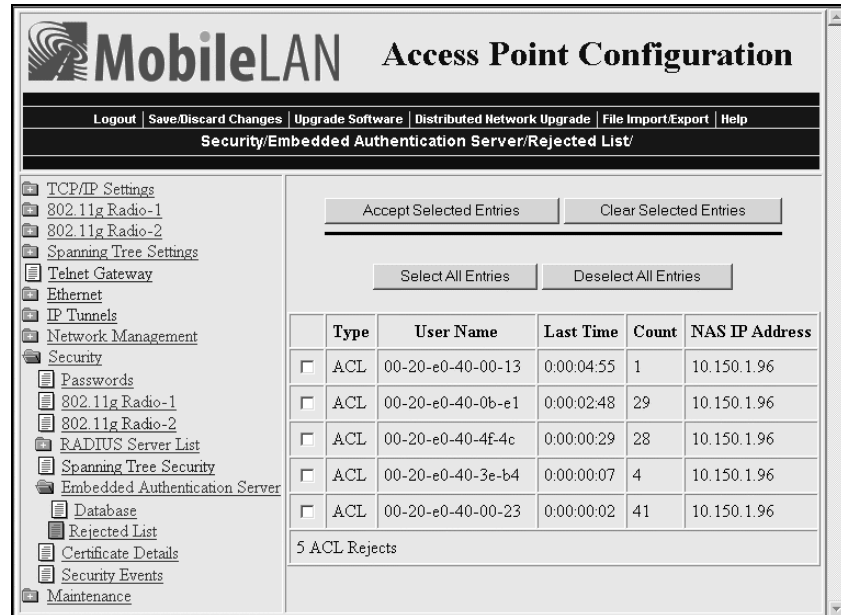 MobileLAN Access Point Configuration
Logout | Save/Discard Changes | Upgrade Software | Distributed Network Upgrade | File Import/Export | Help
Security/Embedded Authentication Server/Rejected List/
TCP/IP Settings
802.11g Radio-1
802.11g Radio-2
Spanning Tree Settings
Telnet Gateway
Ethernet
IP Tunnels
Network Management
Security
Passwords
802.11g Radio-1
802.11g Radio-2
RADIUS Server List
Spanning Tree Security
Embedded Authentication Server
Database
Rejected List
Certificate Details
Security Events
Maintenance
Accept Selected Entries Clear Selected Entries
Select All Entries Deselect All Entries
Type User Name Last Time Count NAS IP Address
ACL 00-20-e0-40-00-13 0:00:04:55 1 10.150.1.96
ACL 00-20-e0-40-0b-e1 0:00:02:48 29 10.150.1.96
ACL 00-20-e0-40-4f-4c 0:00:00:29 28 10.150.1.96
ACL 00-20-e0-40-3e-b4 0:00:00:07 4 10.150.1.96
ACL 00-20-e0-40-00-23 0:00:00:02 41 10.150.1.96
5 ACL Rejects